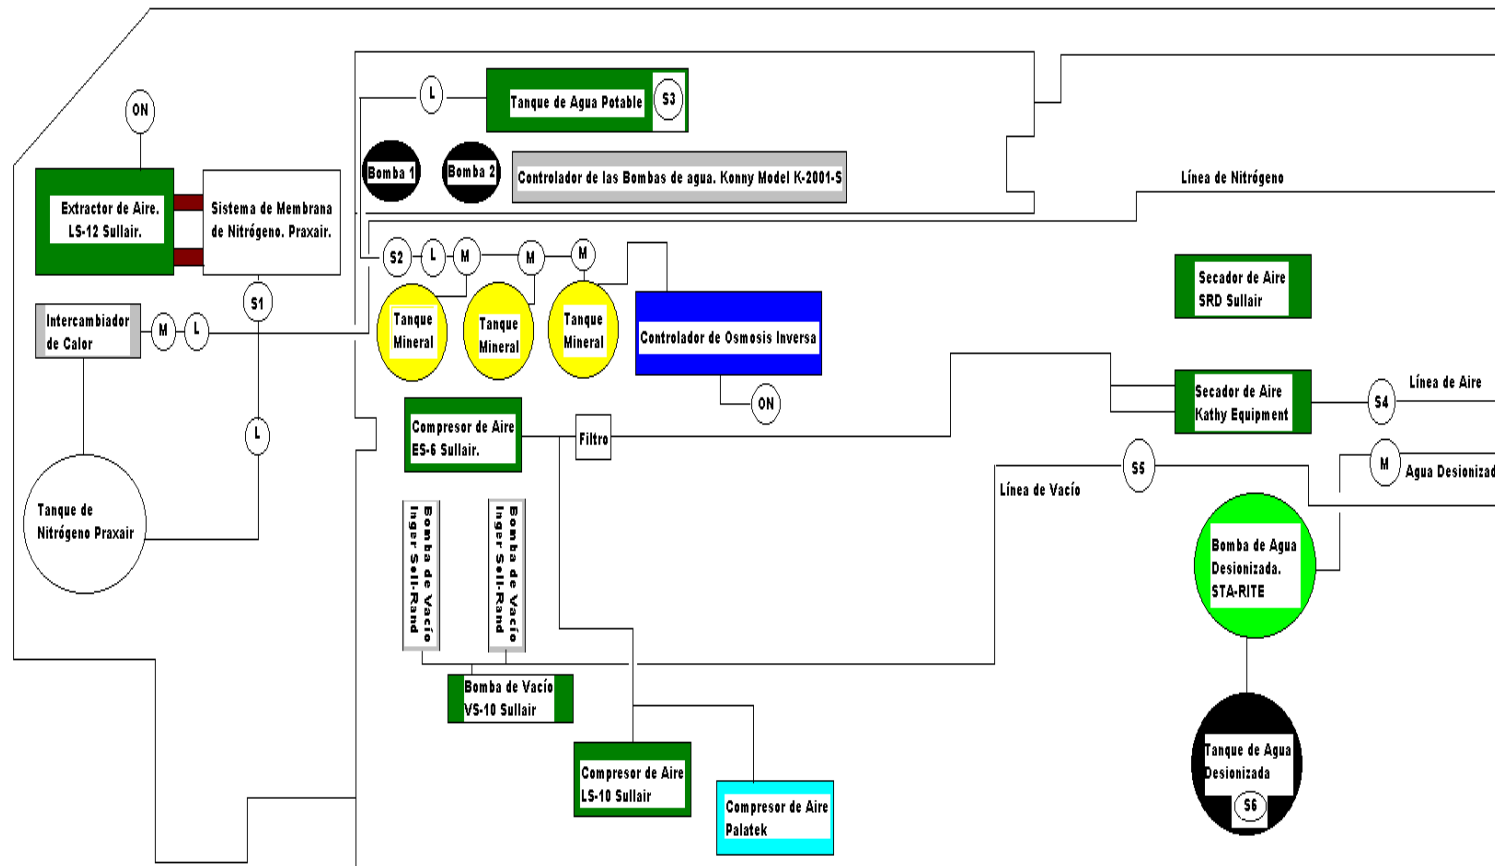 L
Tanque de Agua Potable
S3
ON
Bomba 1
Bomba 2
Controlador de las Bombas de agua. Konny Model K-2001-S
Línea de Nitrógeno
Extractor de Aire.
LS-12 Sullair.
Sistema de Membrana
de Nitrógeno. Praxair.
S2
L
M
M
M
Secador de Aire
SRD Sullair
S1
Intercambiador
de Calor
M
L
Tanque
Mineral
Tanque
Mineral
Tanque
Mineral
Controlador de Osmosis Inversa
ON
Secador de Aire
Kathy Equipment
S4
Línea de Aire
Compresor de Aire
ES-6 Sullair.
Filtro
L
S5
M
Agua Desionizad
Línea de Vacío
Tanque de
Nitrógeno Praxair
Bomba de Vacío
Inger Soll-Rand
Bomba de Vacío
Inger Soll-Rand
Bomba de Agua
Desionizada.
STA-RITE
Bomba de Vacío
VS-10 Sullair
Compresor de Aire
LS-10 Sullair
Compresor de Aire
Palatek
Tanque de Agua
Desionizada
S6